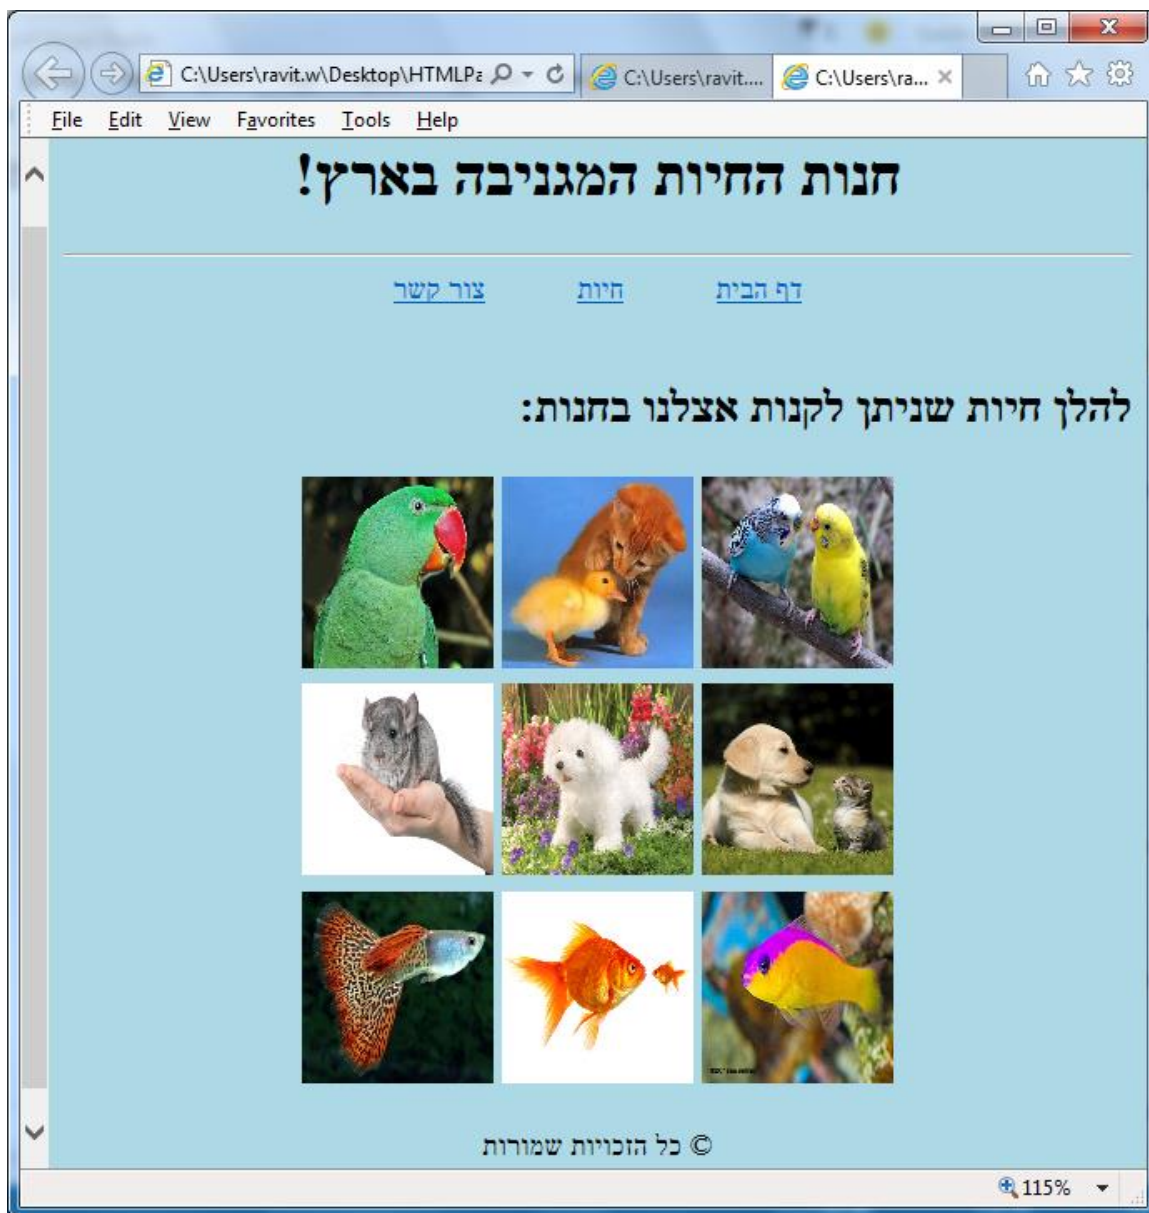 C:\Users\ravit.w\Desktop\HTMLPa
C:\Users\ravit....
C:\Users\ra...
File Edit View Favorites Tools Help
חנות החיות המגניבה בארץ!
דף הבית חיות צור קשר
להלן חיות שניתן לקנות אצלנו בחנות:
© כל הזכויות שמורות
115%